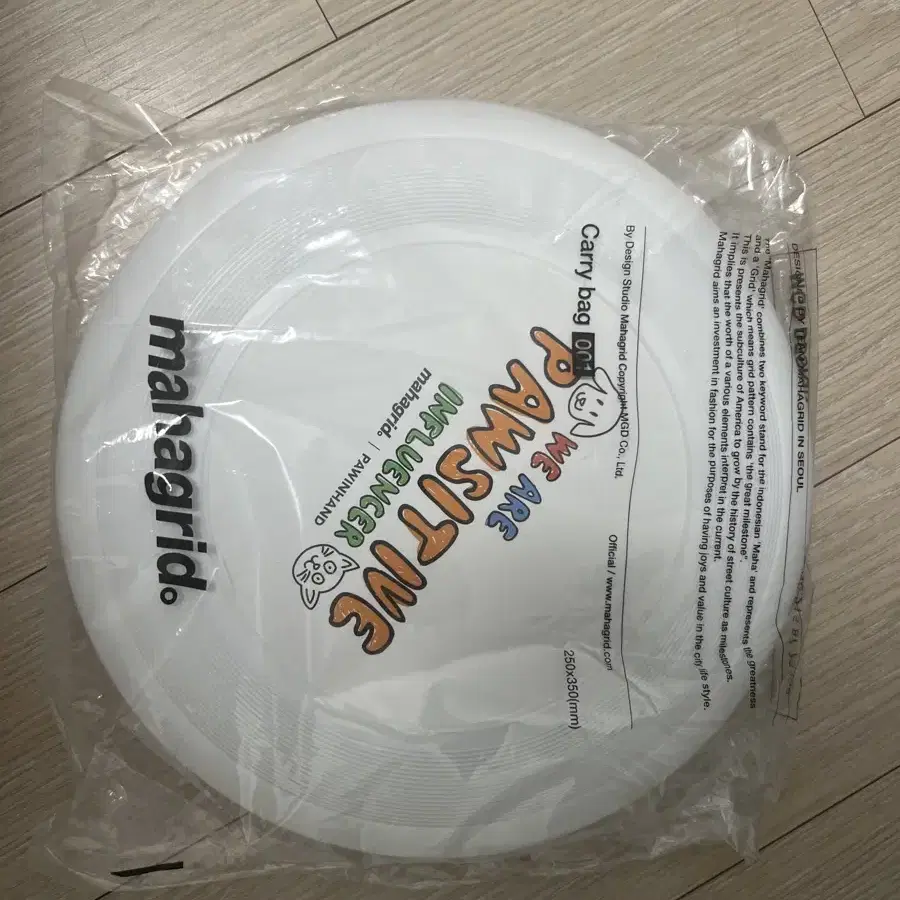 DESIGNED BY MAHAGRID IN SEOUL
The 'Mahagrid' combines two keyword stand for the indonesian 'Maha' and represents the greatness
and a 'Grid' which means grid pattern contains 'the great milestone'.
This is presents the subculture of America to grow by the history of street culture as milestones.
It implies that the worth of a various elements interpret in the current.
Mahagrid aims an investment in fashion for the purposes of having joys and value in the city life style.
By Design Studio Mahagrid Copyright MGD Co., Ltd.
Official / www.mahagrid.com
Carry bag 001
250x350(mm)
WE ARE
PAWSITIVE
INFLUENCER
mahagrid. | PAWINHAND
mahagrid.